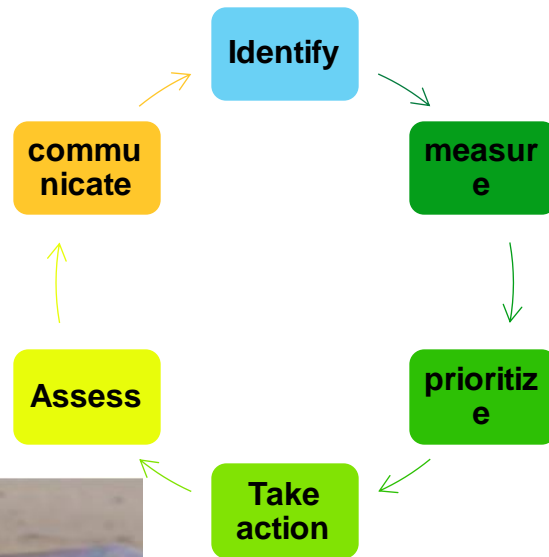 Identify
measur
e
prioritiz
e
Take
action
Assess
commu
nicate